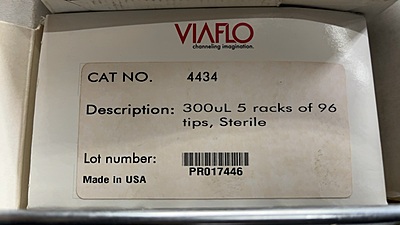 VIAFLO
channeling imagination.
CAT NO. 4434
Description: 300uL 5 racks of 96
tips, Sterile
Lot number:
PR017446
Made in USA